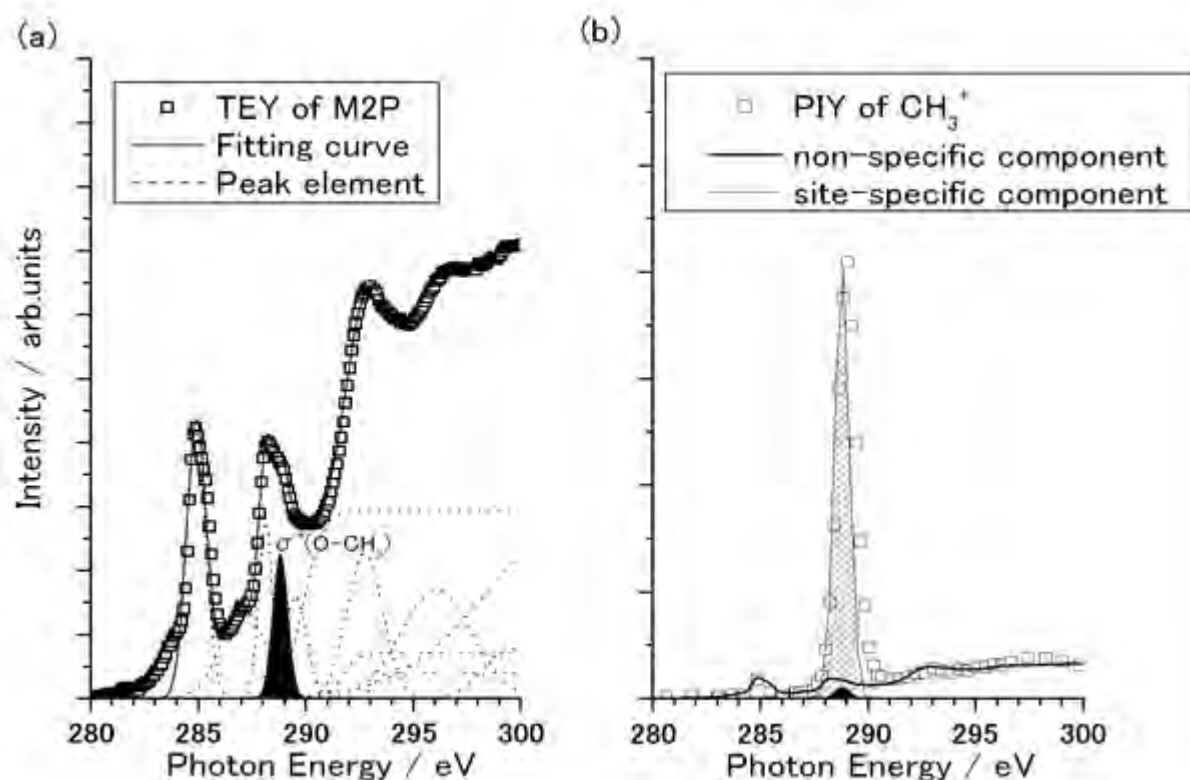 (a)
TEY of M2P
Fitting curve
Peak element
Intensity / arb.units
σ (O-CH3)
280 285 290 295 300
Photon Energy / eV
(b)
PIY of CH3+
non-specific component
site-specific component
280 285 290 295 300
Photon Energy / eV